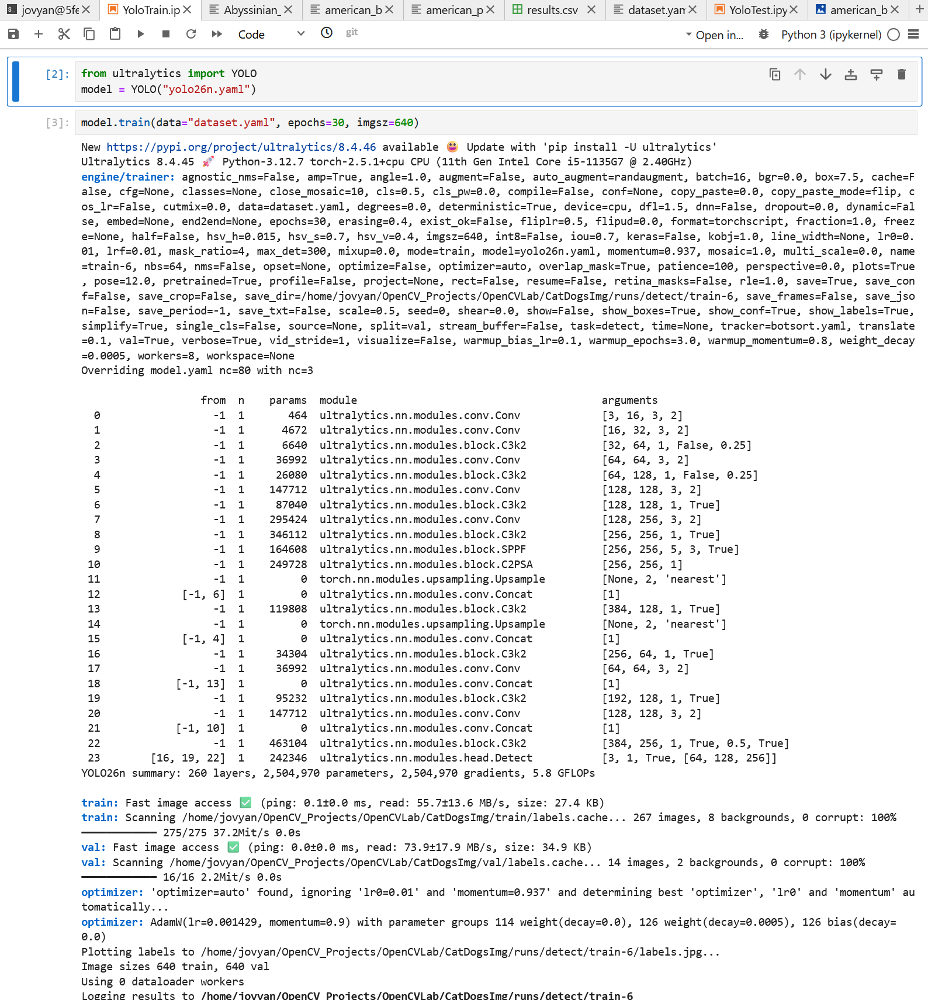 jovyan@5fe
YoloTrain.ip
Abyssinian_
american_b
american_p
results.csv
dataset.yam
YoloTest.ipy
american_b
Code
git
Open in...
Python 3 (ipykernel)
[2]:
from ultralytics import YOLO
model = YOLO("yolo26n.yaml")
[3]:
model.train(data="dataset.yaml", epochs=30, imgsz=640)
New https://pypi.org/project/ultralytics/8.4.46 available 😃 Update with 'pip install -U ultralytics'
Ultralytics 8.4.45 🚀 Python-3.12.7 torch-2.5.1+cpu CPU (11th Gen Intel Core i5-1135G7 @ 2.40GHz)
engine/trainer: agnostic_nms=False, amp=True, angle=1.0, augment=False, auto_augment=randaugment, batch=16, bgr=0.0, box=7.5, cache=F
alse, cfg=None, classes=None, close_mosaic=10, cls=0.5, cls_pw=0.0, compile=False, conf=None, copy_paste=0.0, copy_paste_mode=flip, c
os_lr=False, cutmix=0.0, data=dataset.yaml, degrees=0.0, deterministic=True, device=cpu, dfl=1.5, dnn=False, dropout=0.0, dynamic=Fal
se, embed=None, end2end=None, epochs=30, erasing=0.4, exist_ok=False, fliplr=0.5, flipud=0.0, format=torchscript, fraction=1.0, freez
e=None, half=False, hsv_h=0.015, hsv_s=0.7, hsv_v=0.4, imgsz=640, int8=False, iou=0.7, keras=False, kobj=1.0, line_width=None, lr0=0.
01, lrf=0.01, mask_ratio=4, max_det=300, mixup=0.0, mode=train, model=yolo26n.yaml, momentum=0.937, mosaic=1.0, multi_scale=0.0, name
=train-6, nbs=64, nms=False, opset=None, optimize=False, optimizer=auto, overlap_mask=True, patience=100, perspective=0.0, plots=True
, pose=12.0, pretrained=True, profile=False, project=None, rect=False, resume=False, retina_masks=False, rle=1.0, save=True, save_con
f=False, save_crop=False, save_dir=/home/jovyan/OpenCV_Projects/OpenCVLab/CatDogsImg/runs/detect/train-6, save_frames=False, save_jso
n=False, save_period=-1, save_txt=False, scale=0.5, seed=0, shear=0.0, show=False, show_boxes=True, show_conf=True, show_labels=True,
simplify=True, single_cls=False, source=None, split=val, stream_buffer=False, task=detect, time=None, tracker=botsort.yaml, translate
=0.1, val=True, verbose=True, vid_stride=1, visualize=False, warmup_bias_lr=0.1, warmup_epochs=3.0, warmup_momentum=0.8, weight_decay
=0.0005, workers=8, workspace=None
Overriding model.yaml nc=80 with nc=3
from n params module arguments
0 -1 1 464 ultralytics.nn.modules.conv.Conv [3, 16, 3, 2]
1 -1 1 4672 ultralytics.nn.modules.conv.Conv [16, 32, 3, 2]
2 -1 1 6640 ultralytics.nn.modules.block.C3k2 [32, 64, 1, False, 0.25]
3 -1 1 36992 ultralytics.nn.modules.conv.Conv [64, 64, 3, 2]
4 -1 1 26080 ultralytics.nn.modules.block.C3k2 [64, 128, 1, False, 0.25]
5 -1 1 147712 ultralytics.nn.modules.conv.Conv [128, 128, 3, 2]
6 -1 1 87040 ultralytics.nn.modules.block.C3k2 [128, 128, 1, True]
7 -1 1 295424 ultralytics.nn.modules.conv.Conv [128, 256, 3, 2]
8 -1 1 346112 ultralytics.nn.modules.block.C3k2 [256, 256, 1, True]
9 -1 1 164608 ultralytics.nn.modules.block.SPPF [256, 256, 5, 3, True]
10 -1 1 249728 ultralytics.nn.modules.block.C2PSA [256, 256, 1]
11 -1 1 0 torch.nn.modules.upsampling.Upsample [None, 2, 'nearest']
12 [-1, 6] 1 0 ultralytics.nn.modules.conv.Concat [1]
13 -1 1 119808 ultralytics.nn.modules.block.C3k2 [384, 128, 1, True]
14 -1 1 0 torch.nn.modules.upsampling.Upsample [None, 2, 'nearest']
15 [-1, 4] 1 0 ultralytics.nn.modules.conv.Concat [1]
16 -1 1 34304 ultralytics.nn.modules.block.C3k2 [256, 64, 1, True]
17 -1 1 36992 ultralytics.nn.modules.conv.Conv [64, 64, 3, 2]
18 [-1, 13] 1 0 ultralytics.nn.modules.conv.Concat [1]
19 -1 1 95232 ultralytics.nn.modules.block.C3k2 [192, 128, 1, True]
20 -1 1 147712 ultralytics.nn.modules.conv.Conv [128, 128, 3, 2]
21 [-1, 10] 1 0 ultralytics.nn.modules.conv.Concat [1]
22 -1 1 463104 ultralytics.nn.modules.block.C3k2 [384, 256, 1, True, 0.5, True]
23 [16, 19, 22] 1 242346 ultralytics.nn.modules.head.Detect [3, 1, True, [64, 128, 256]]
YOLO26n summary: 260 layers, 2,504,970 parameters, 2,504,970 gradients, 5.8 GFLOPs
train: Fast image access ✅ (ping: 0.1±0.0 ms, read: 55.7±13.6 MB/s, size: 27.4 KB)
train: Scanning /home/jovyan/OpenCV_Projects/OpenCVLab/CatDogsImg/train/labels.cache... 267 images, 8 backgrounds, 0 corrupt: 100%
━━━━━━━━━━━━ 275/275 37.2Mit/s 0.0s
val: Fast image access ✅ (ping: 0.0±0.0 ms, read: 73.9±17.9 MB/s, size: 34.9 KB)
val: Scanning /home/jovyan/OpenCV_Projects/OpenCVLab/CatDogsImg/val/labels.cache... 14 images, 2 backgrounds, 0 corrupt: 100%
━━━━━━━━━━━━ 16/16 2.2Mit/s 0.0s
optimizer: 'optimizer=auto' found, ignoring 'lr0=0.01' and 'momentum=0.937' and determining best 'optimizer', 'lr0' and 'momentum' au
tomatically...
optimizer: AdamW(lr=0.001429, momentum=0.9) with parameter groups 114 weight(decay=0.0), 126 weight(decay=0.0005), 126 bias(decay=
0.0)
Plotting labels to /home/jovyan/OpenCV_Projects/OpenCVLab/CatDogsImg/runs/detect/train-6/labels.jpg...
Image sizes 640 train, 640 val
Using 0 dataloader workers
Logging results to /home/jovyan/OpenCV_Projects/OpenCVLab/CatDogsImg/runs/detect/train-6